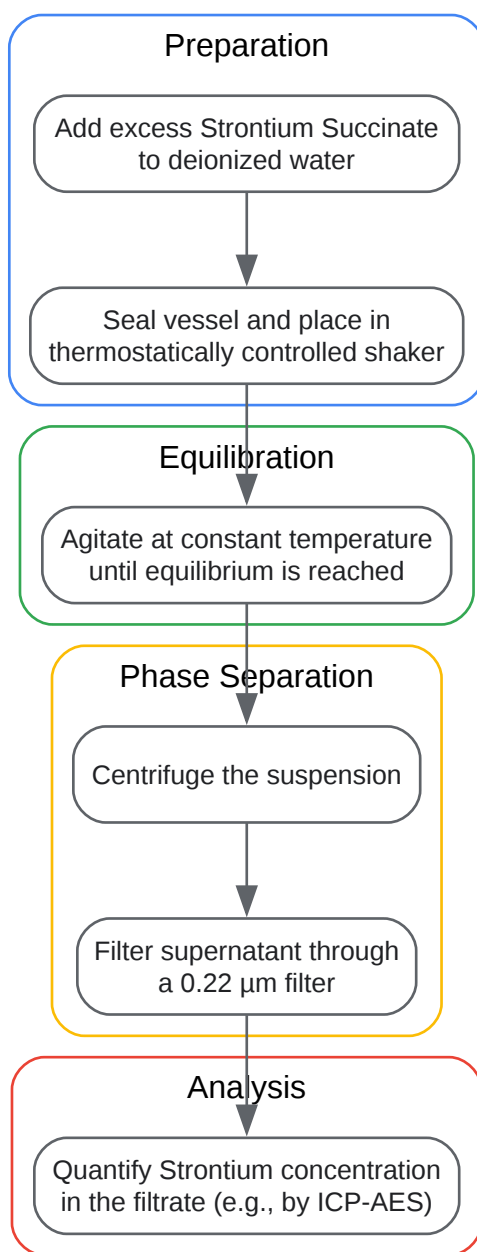 Preparation
Add excess Strontium Succinate
to deionized water
Seal vessel and place in
thermostatically controlled shaker
Equilibration
Agitate at constant temperature
until equilibrium is reached
Phase Separation
Centrifuge the suspension
Filter supernatant through
a 0.22 µm filter
Analysis
Quantify Strontium concentration
in the filtrate (e.g., by ICP-AES)